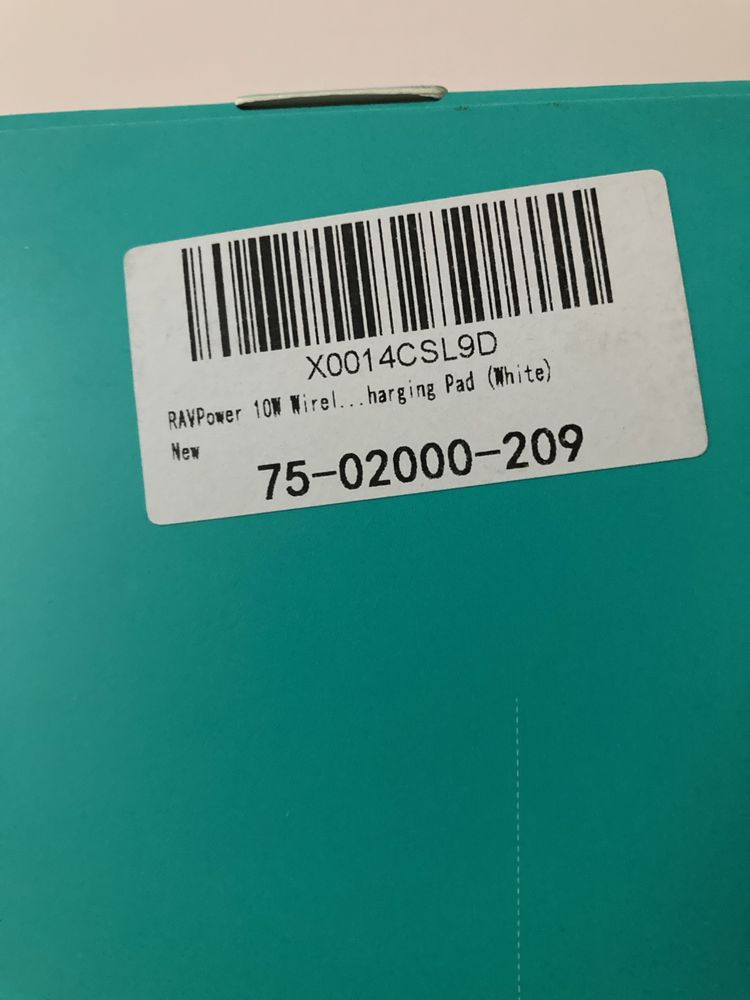 X0014CSL9D
RAVPower 10W Wirel...harging Pad (White)
New
75-02000-209